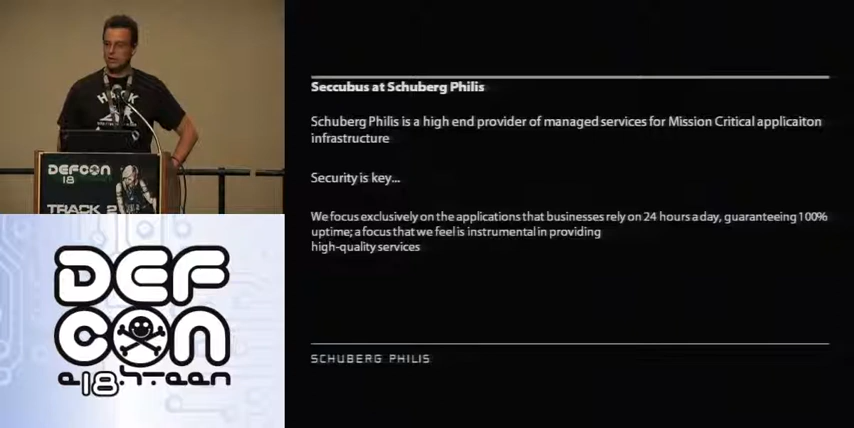 HACK
DEFCON
18
TRACK 2
DEF
CON
Seccubus at Schuberg Philis
Schuberg Philis is a high end provider of managed services for Mission Critical applicaiton
infrastructure
Security is key...
We focus exclusively on the applications that businesses rely on 24 hours a day, guaranteeing 100%
uptime; a focus that we feel is instrumental in providing
high-quality services
SCHUBERG PHILIS